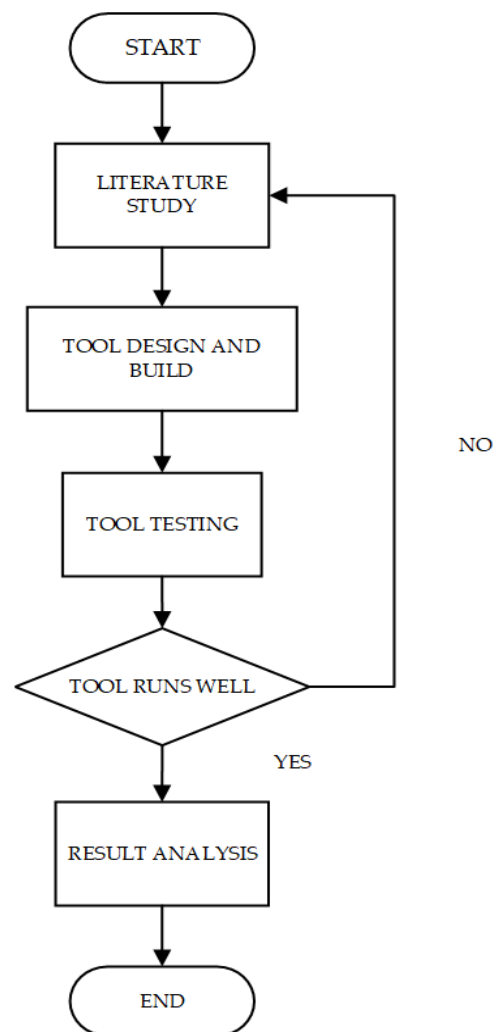 START
LITERATURE
STUDY
TOOL DESIGN AND
BUILD
NO
TOOL TESTING
TOOL RUNS WELL
YES
RESULT ANALYSIS
END